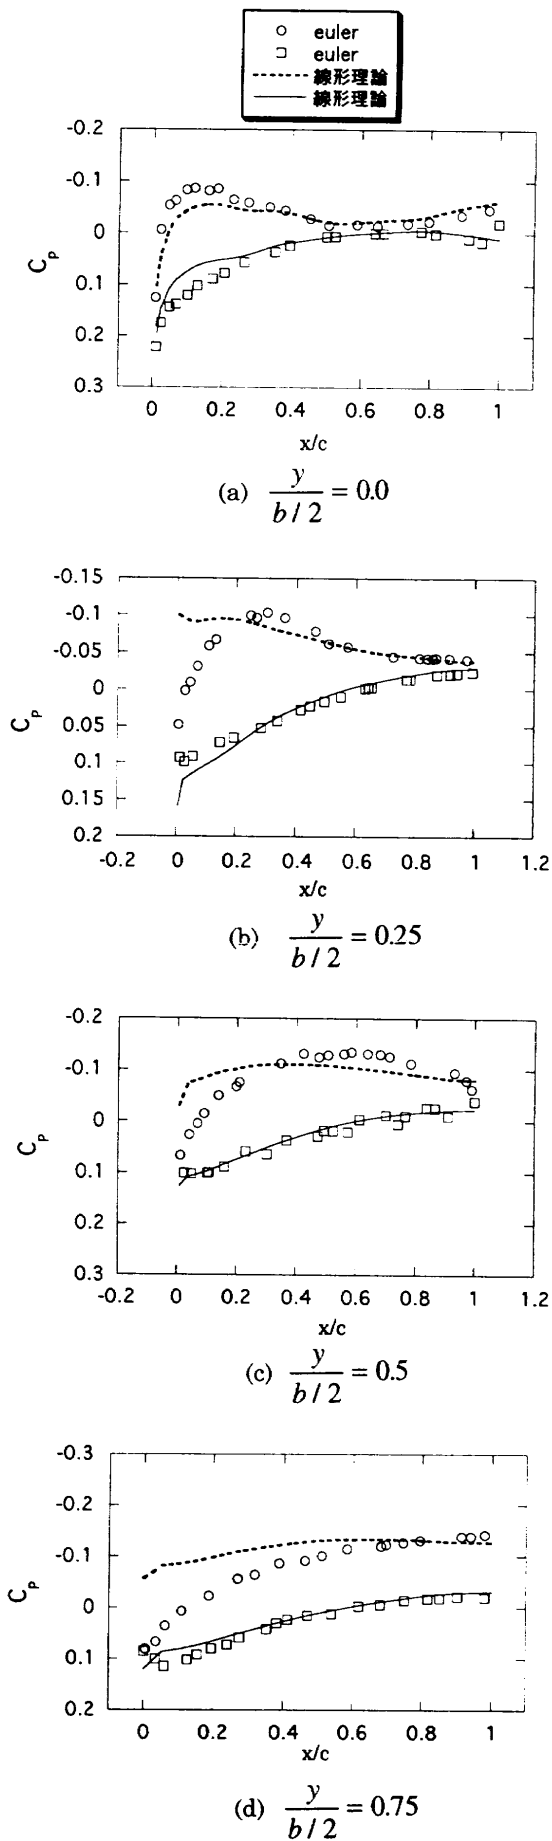 euler
euler
線形理論
線形理論
-0.2
-0.1
0
0.1
0.2
0.3
Cp
0 0.2 0.4 0.6 0.8 1
x/c
(a) y / b/2 = 0.0
-0.15
-0.1
-0.05
0
0.05
0.1
0.15
0.2
Cp
-0.2 0 0.2 0.4 0.6 0.8 1 1.2
x/c
(b) y / b/2 = 0.25
-0.2
-0.1
0
0.1
0.2
0.3
Cp
-0.2 0 0.2 0.4 0.6 0.8 1 1.2
x/c
(c) y / b/2 = 0.5
-0.3
-0.2
-0.1
0
0.1
0.2
Cp
0 0.2 0.4 0.6 0.8 1
x/c
(d) y / b/2 = 0.75